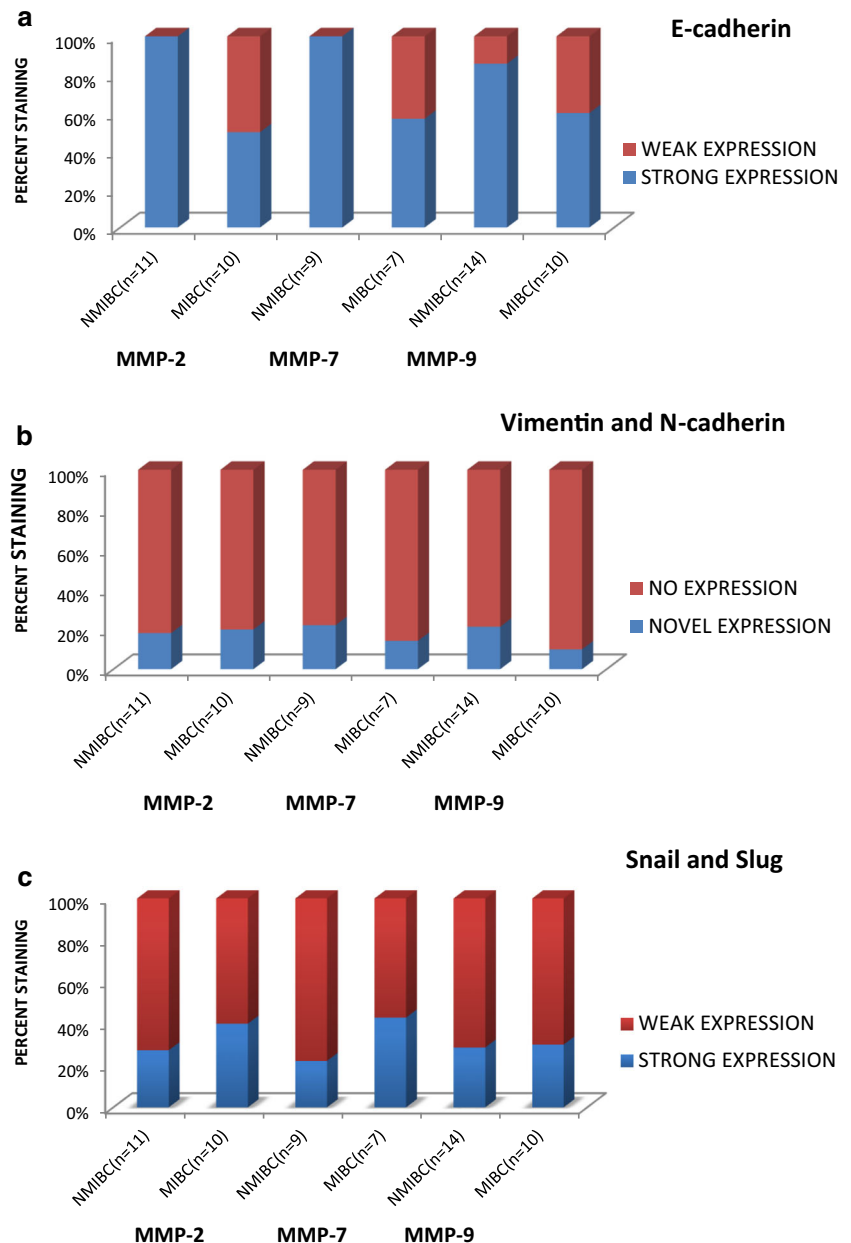 a
E-cadherin
PERCENT STAINING
100%
80%
60%
40%
20%
0%
WEAK EXPRESSION
STRONG EXPRESSION
NMIBC(n=11)
MIBC(n=10)
NMIBC(n=9)
MIBC(n=7)
NMIBC(n=14)
MIBC(n=10)
MMP-2 MMP-7 MMP-9
b
Vimentin and N-cadherin
PERCENT STAINING
100%
80%
60%
40%
20%
0%
NO EXPRESSION
NOVEL EXPRESSION
NMIBC(n=11)
MIBC(n=10)
NMIBC(n=9)
MIBC(n=7)
NMIBC(n=14)
MIBC(n=10)
MMP-2 MMP-7 MMP-9
c
Snail and Slug
PERCENT STAINING
100%
80%
60%
40%
20%
0%
WEAK EXPRESSION
STRONG EXPRESSION
NMIBC(n=11)
MIBC(n=10)
NMIBC(n=9)
MIBC(n=7)
NMIBC(n=14)
MIBC(n=10)
MMP-2 MMP-7 MMP-9